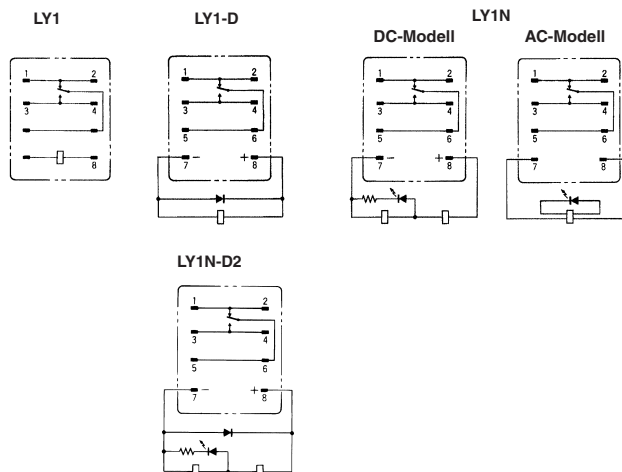 LY1
LY1-D
LY1N
DC-Modell
AC-Modell
1 2
3 4
8
1 2
3 4
5 6
7 − + 8
1 2
3 4
5 6
7 − + 8
1 2
3 4
5 6
7 8
LY1N-D2
1 2
3 4
5 6
7 − + 8